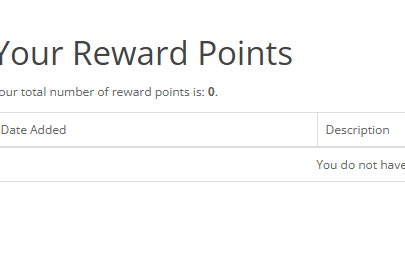 Your Reward Points
our total number of reward points is: 0.
Date Added Description
You do not have